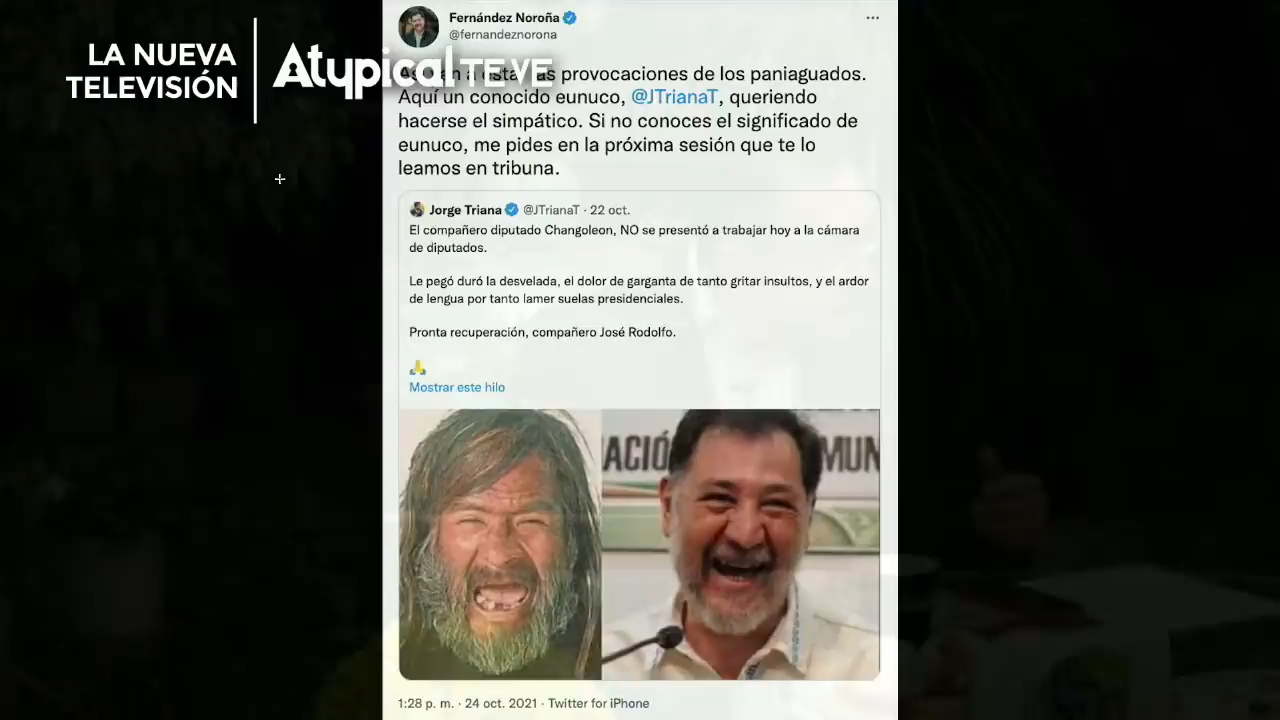 LA NUEVA
TELEVISIÓN
Atypical TE VE
Fernández Noroña
@fernandeznorona
provocaciones de los paniaguados.
Aquí un conocido eunuco, @JTrianaT, queriendo
hacerse el simpático. Si no conoces el significado de
eunuco, me pides en la próxima sesión que te lo
leamos en tribuna.
Jorge Triana @JTrianaT · 22 oct.
El compañero diputado Changoleon, NO se presentó a trabajar hoy a la cámara
de diputados.
Le pegó duró la desvelada, el dolor de garganta de tanto gritar insultos, y el ardor
de lengua por tanto lamer suelas presidenciales.
Pronta recuperación, compañero José Rodolfo.
🙏
Mostrar este hilo
ACIÓ MUN
1:28 p. m. · 24 oct. 2021 · Twitter for iPhone